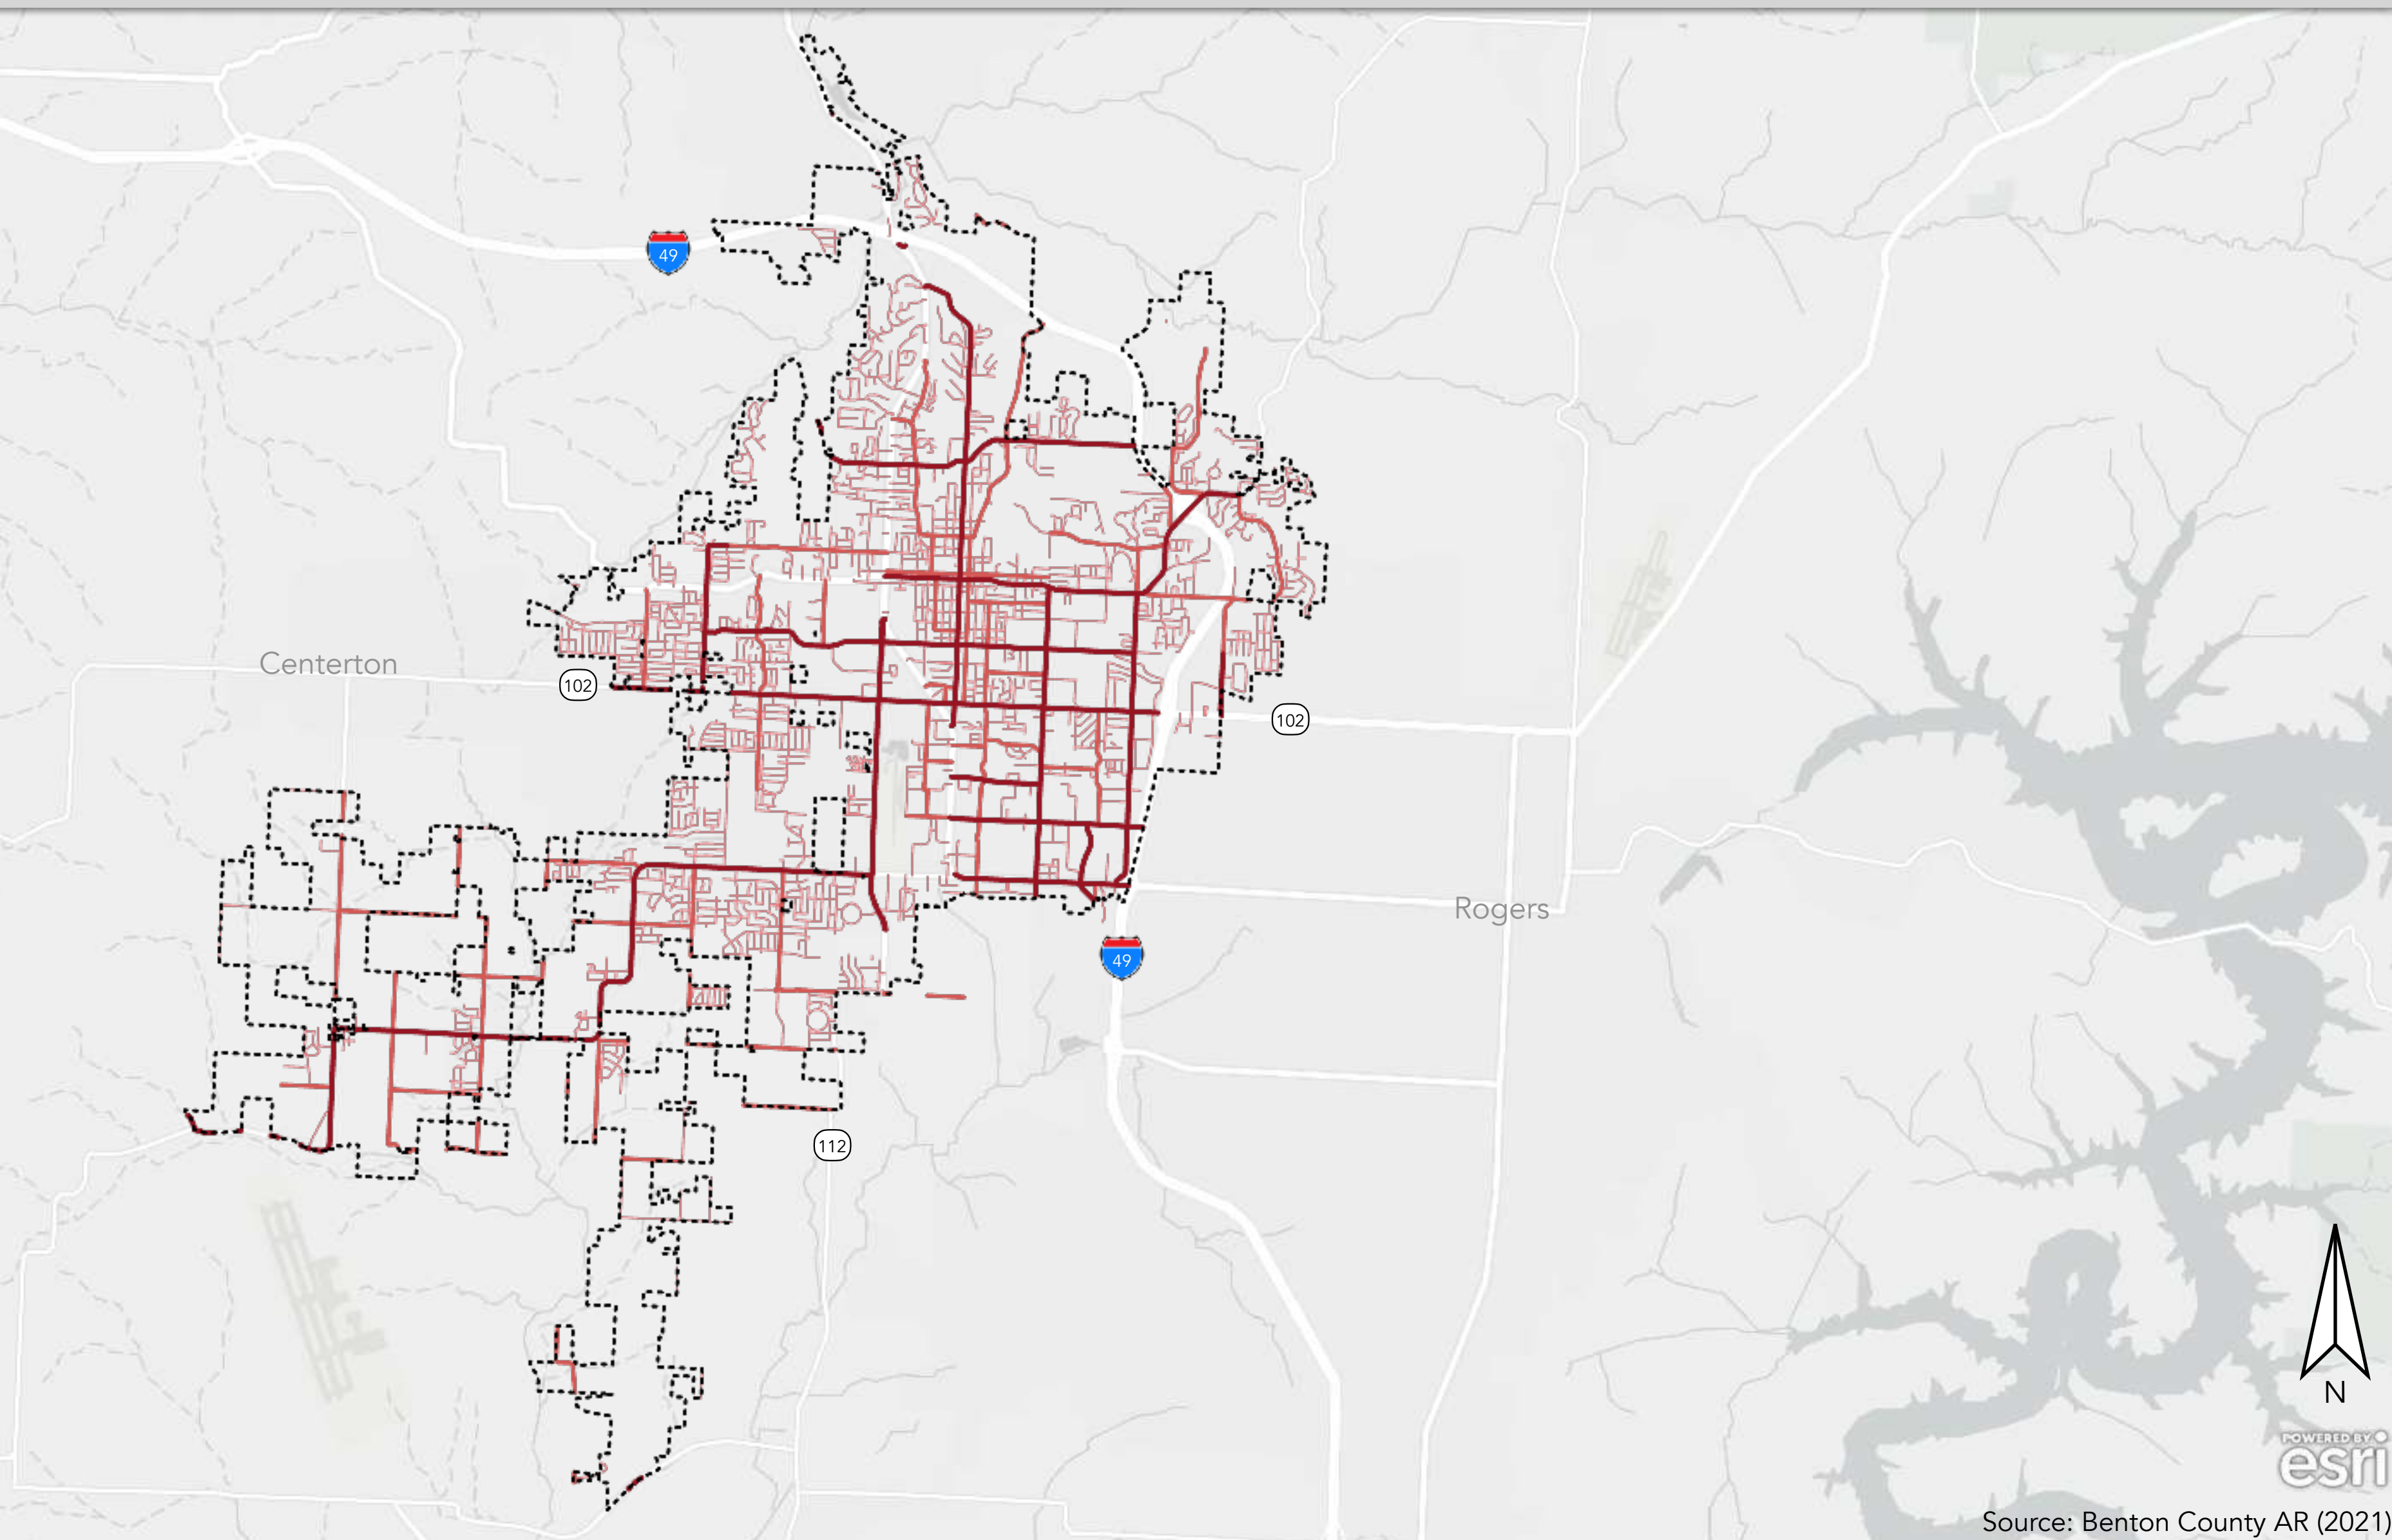 49
Centerton
102
102
Rogers
49
112
N
POWERED BY
esri
Source: Benton County AR (2021)